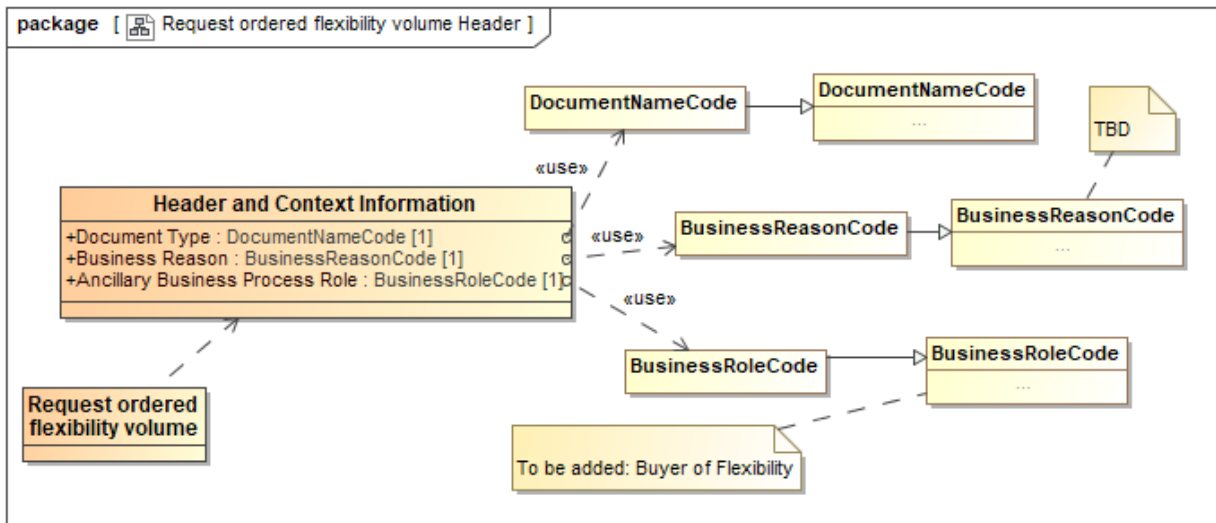 package [ Request ordered flexibility volume Header ]
DocumentNameCode
DocumentNameCode
...
TBD
«use»
Header and Context Information
+Document Type : DocumentNameCode [1]
+Business Reason : BusinessReasonCode [1]
+Ancillary Business Process Role : BusinessRoleCode [1]
«use»
BusinessReasonCode
BusinessReasonCode
...
«use»
BusinessRoleCode
BusinessRoleCode
...
Request ordered
flexibility volume
To be added: Buyer of Flexibility